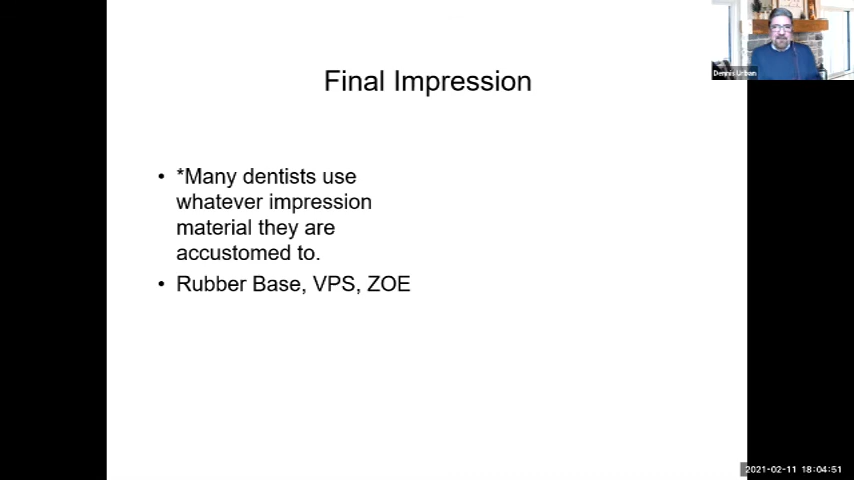 Dennis Urban
Final Impression
• *Many dentists use
whatever impression
material they are
accustomed to.
• Rubber Base, VPS, ZOE
2021-02-11 18:04:51